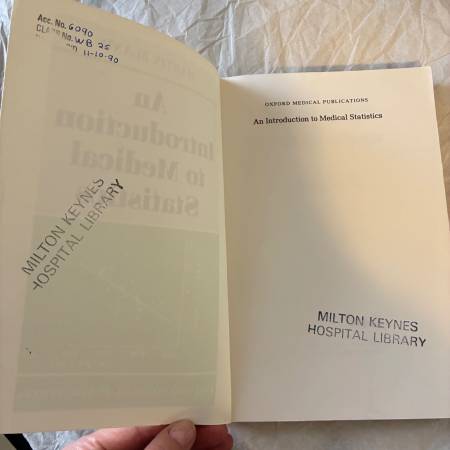 Acc. No. 6090
CLASS No. WB 25
11-10-90
An
Introduction
to Medical
Statistics
MILTON KEYNES
HOSPITAL LIBRARY
OXFORD MEDICAL PUBLICATIONS
An Introduction to Medical Statistics
MILTON KEYNES
HOSPITAL LIBRARY